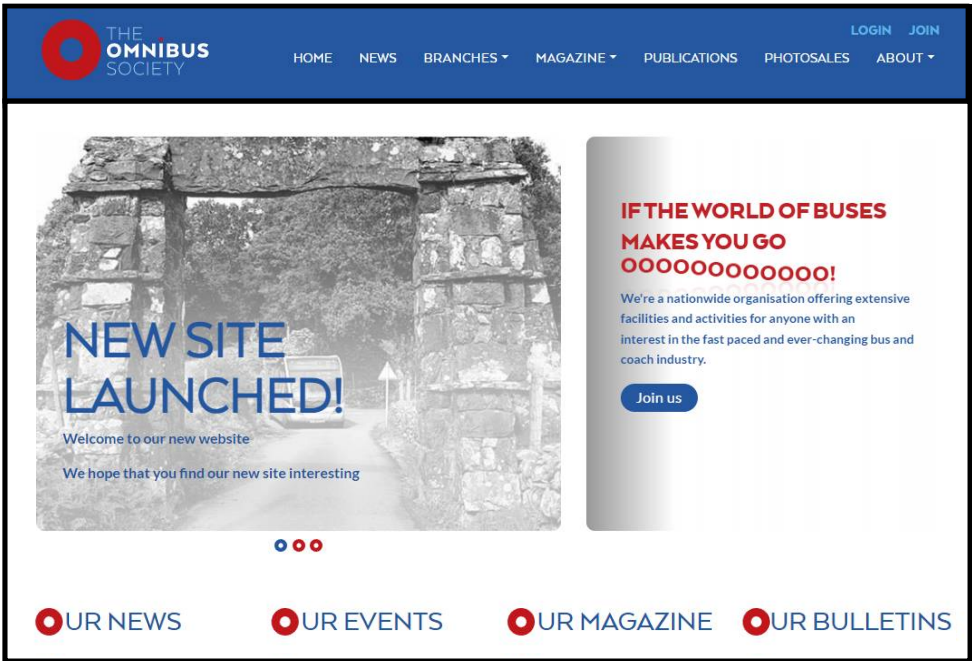 THE
OMNIBUS
SOCIETY
LOGIN JOIN
HOME NEWS BRANCHES MAGAZINE PUBLICATIONS PHOTOSALES ABOUT
NEW SITE
LAUNCHED!
Welcome to our new website
We hope that you find our new site interesting
IF THE WORLD OF BUSES
MAKES YOU GO
OOOOOOOOOOOO!
We're a nationwide organisation offering extensive
facilities and activities for anyone with an
interest in the fast paced and ever-changing bus and
coach industry.
Join us
OUR NEWS
OUR EVENTS
OUR MAGAZINE
OUR BULLETINS